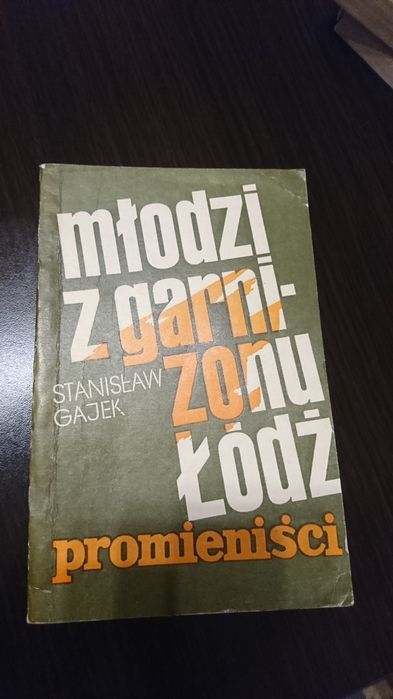 młodzi
z garni-
zonu
STANISŁAW
GAJEK
Łódź
promieniści